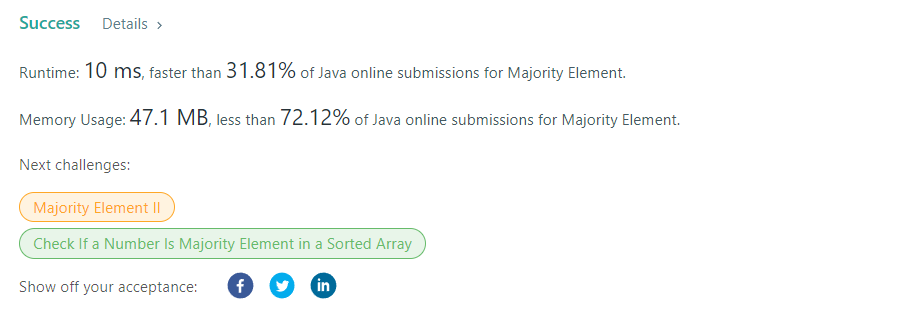 Success Details >
Runtime: 10 ms, faster than 31.81% of Java online submissions for Majority Element.
Memory Usage: 47.1 MB, less than 72.12% of Java online submissions for Majority Element.
Next challenges:
Majority Element II
Check If a Number Is Majority Element in a Sorted Array
Show off your acceptance: f in